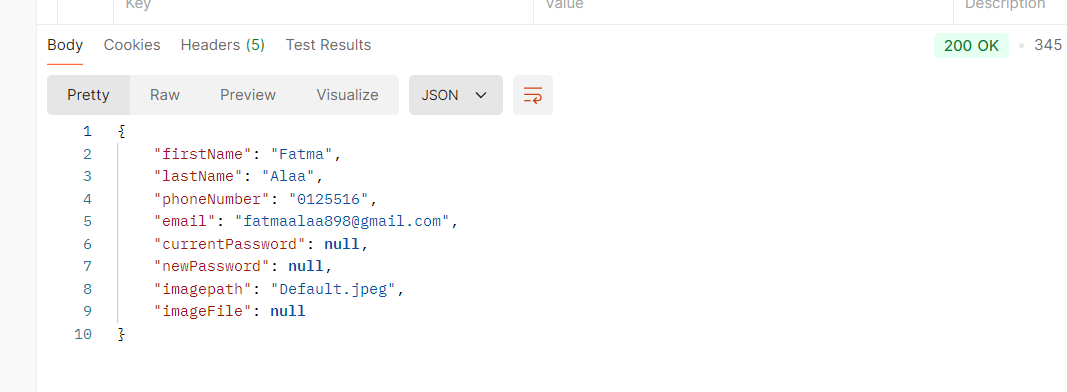 Key Value Description
Body Cookies Headers (5) Test Results 200 OK 345
Pretty Raw Preview Visualize JSON
1 {
2 "firstName": "Fatma",
3 "lastName": "Alaa",
4 "phoneNumber": "0125516",
5 "email": "fatmaalaa898@gmail.com",
6 "currentPassword": null,
7 "newPassword": null,
8 "imagepath": "Default.jpeg",
9 "imageFile": null
10 }